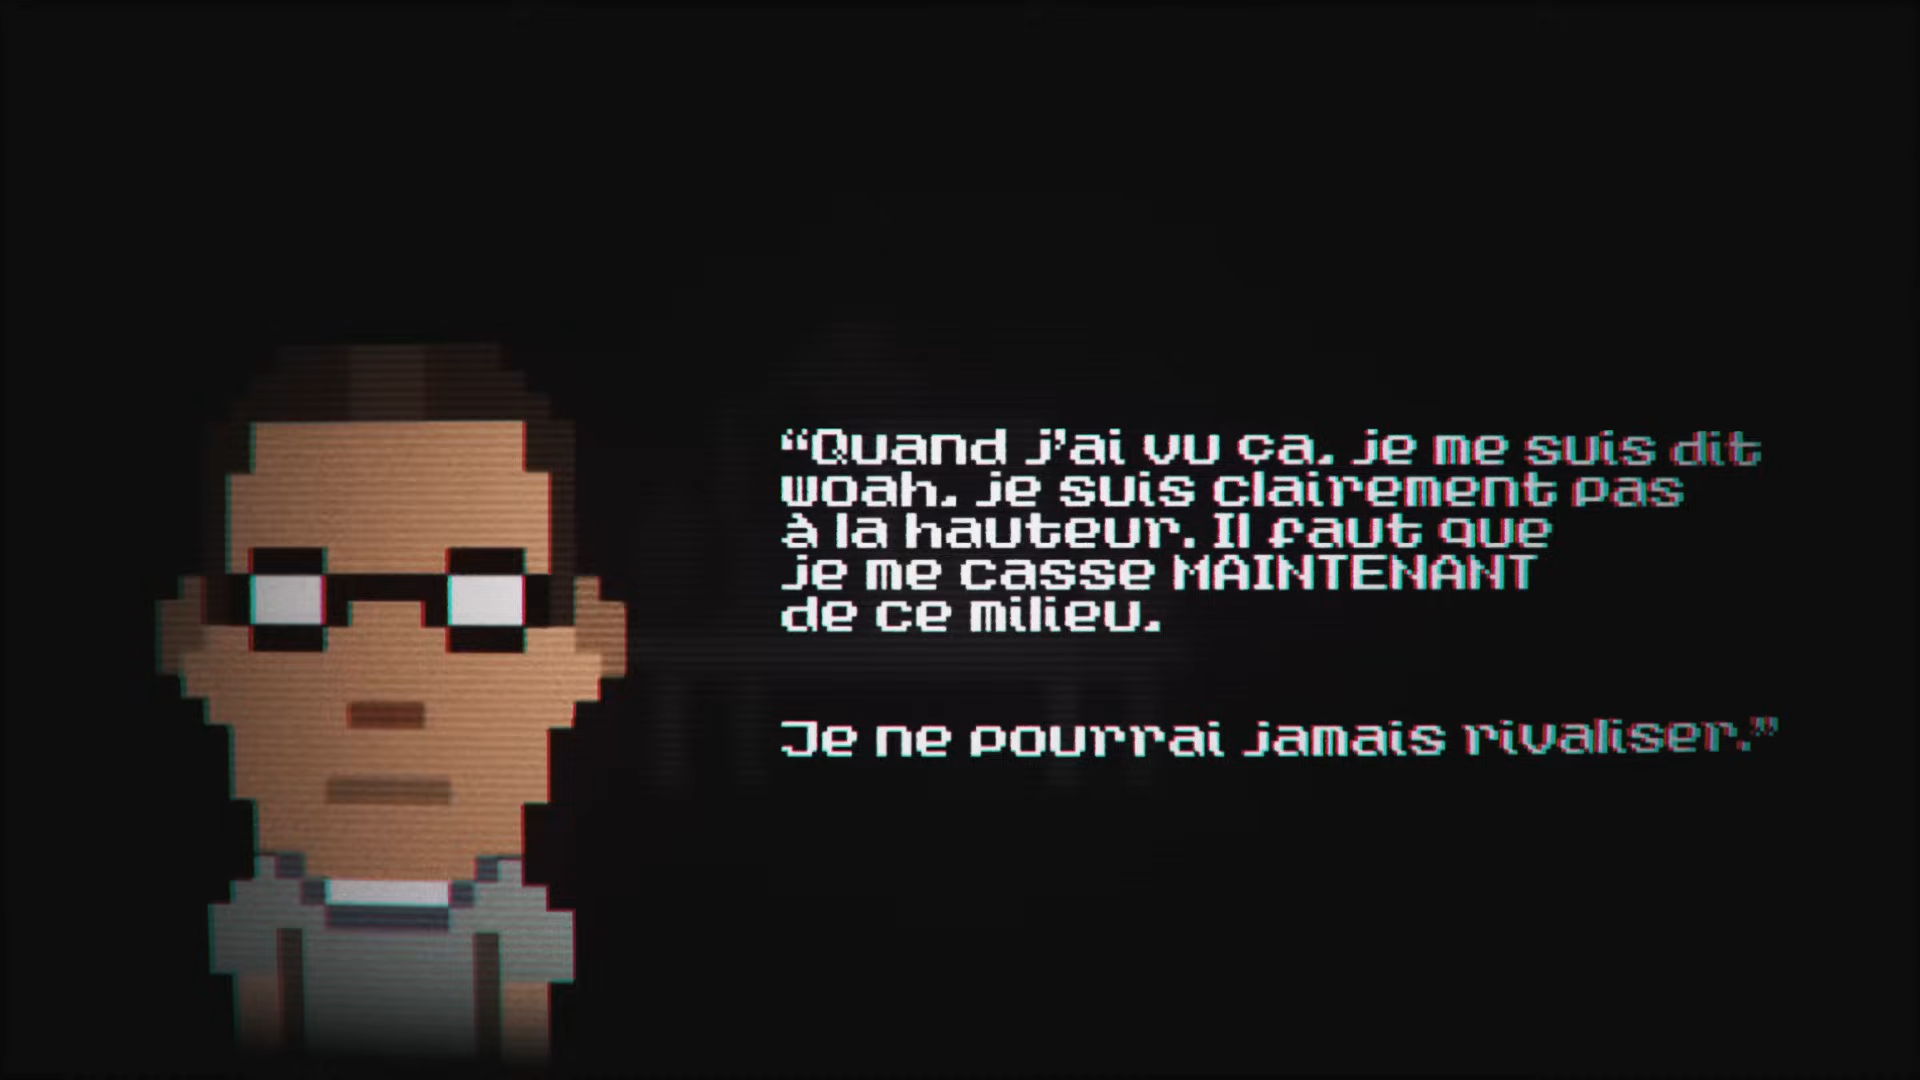 “Quand j’ai vu ça, je me suis dit
woah, je suis clairement pas
à la hauteur. Il faut que
je me casse MAINTENANT
de ce milieu.
Je ne pourrai jamais rivaliser.”